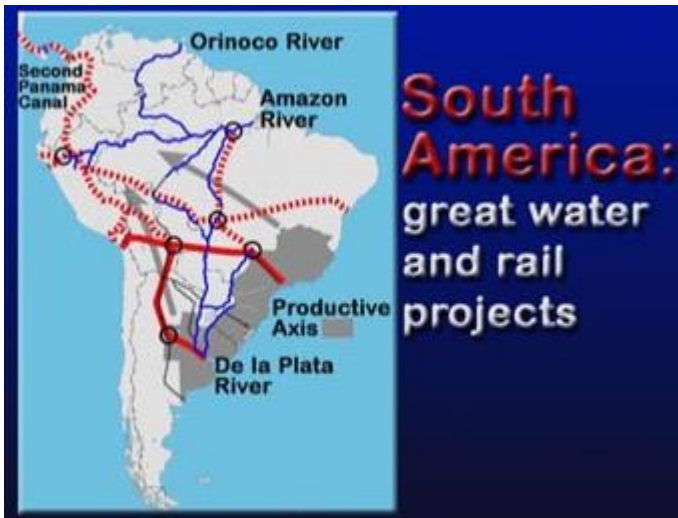 Orinoco River
Second
Panama
Canal
Amazon
River
Productive
Axis
De la Plata
River
South
America:
great water
and rail
projects